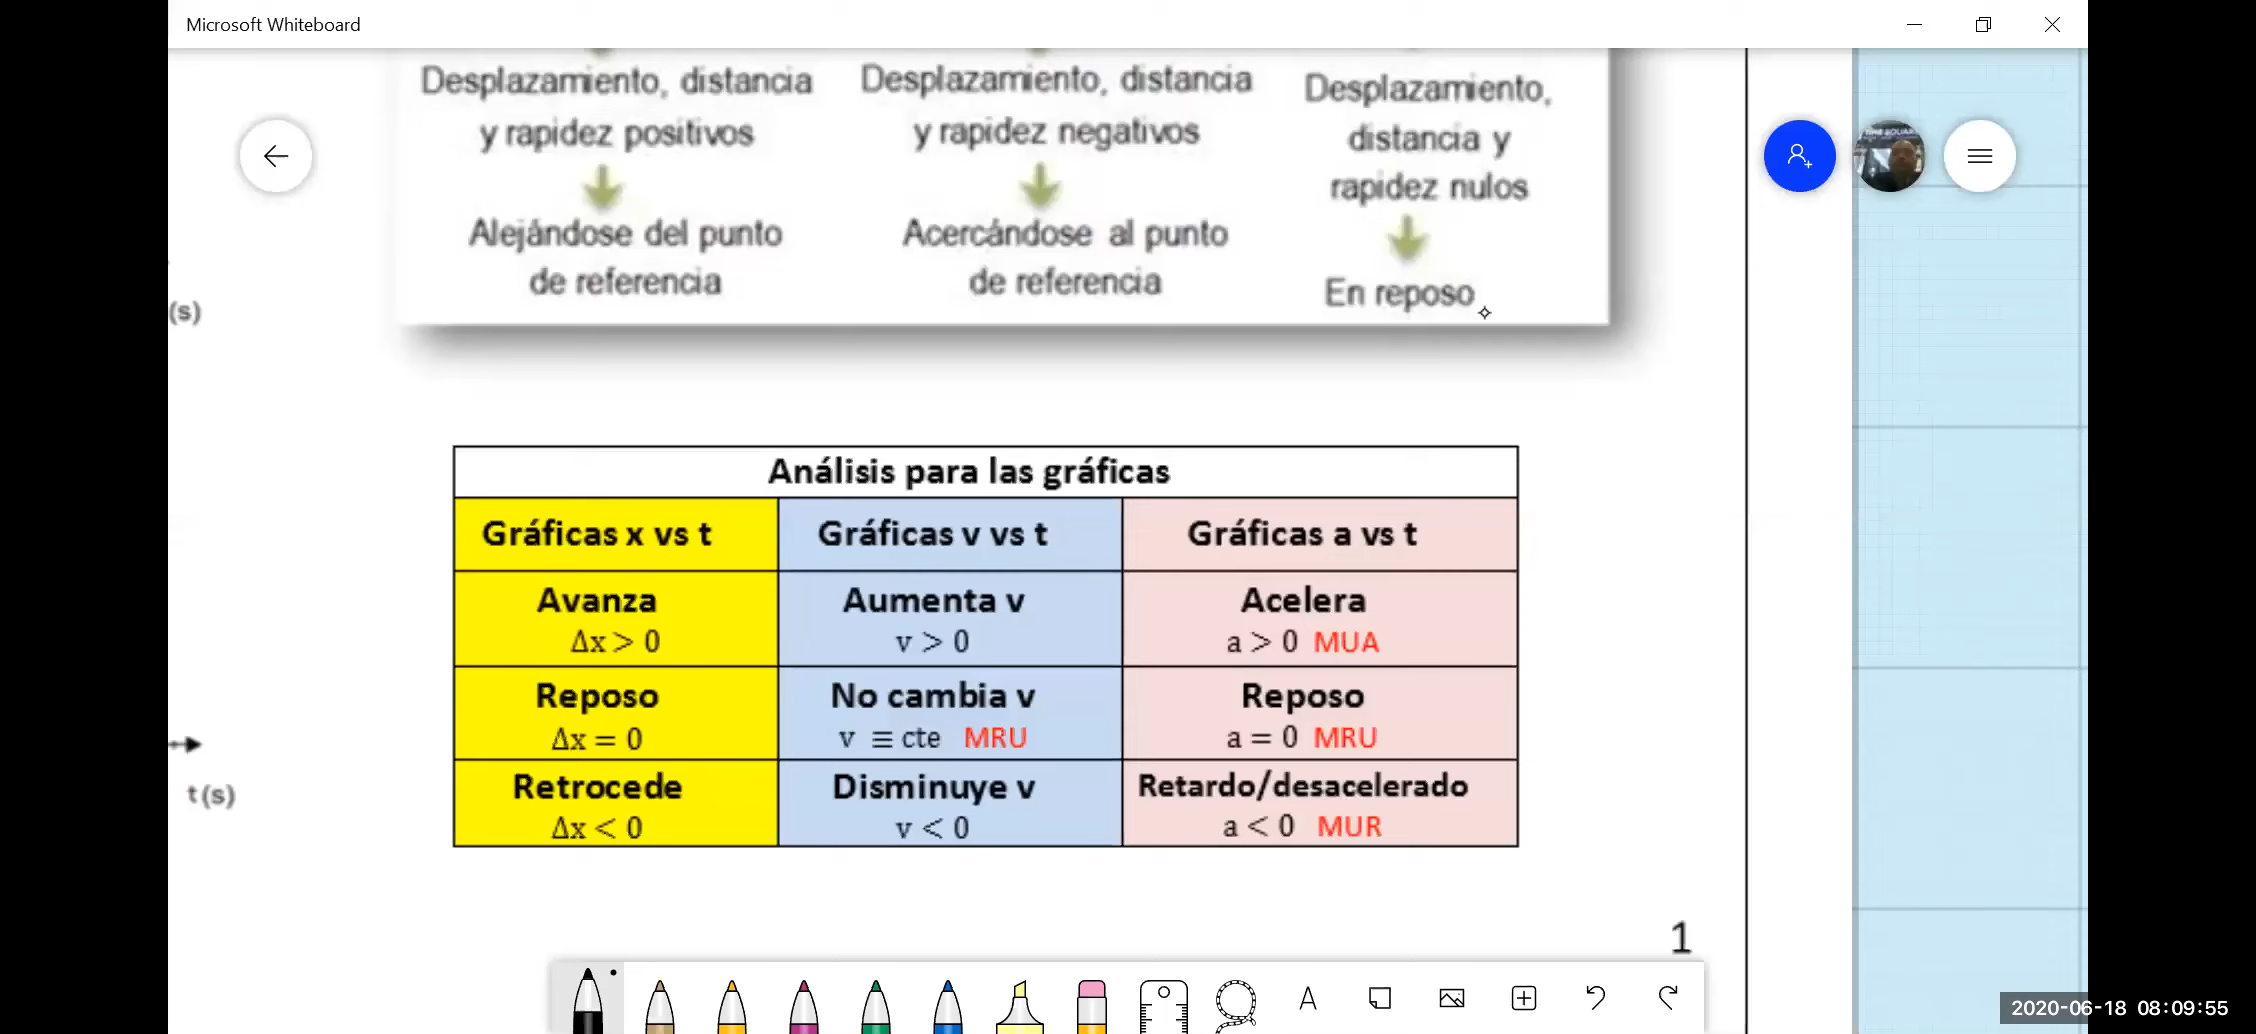 Microsoft Whiteboard
Desplazamiento, distancia
y rapidez positivos
Alejándose del punto
de referencia
Desplazamiento, distancia
y rapidez negativos
Acercándose al punto
de referencia
Desplazamiento,
distancia y
rapidez nulos
En reposo
(s)
t(s)
Análisis para las gráficas
Gráficas x vs t Gráficas v vs t Gráficas a vs t
Avanza Aumenta v Acelera
Δx > 0 v > 0 a > 0 MUA
Reposo No cambia v Reposo
Δx = 0 v ≡ cte MRU a = 0 MRU
Retrocede Disminuye v Retardo/desacelerado
Δx < 0 v < 0 a < 0 MUR
1
A
2020-06-18 08:09:55